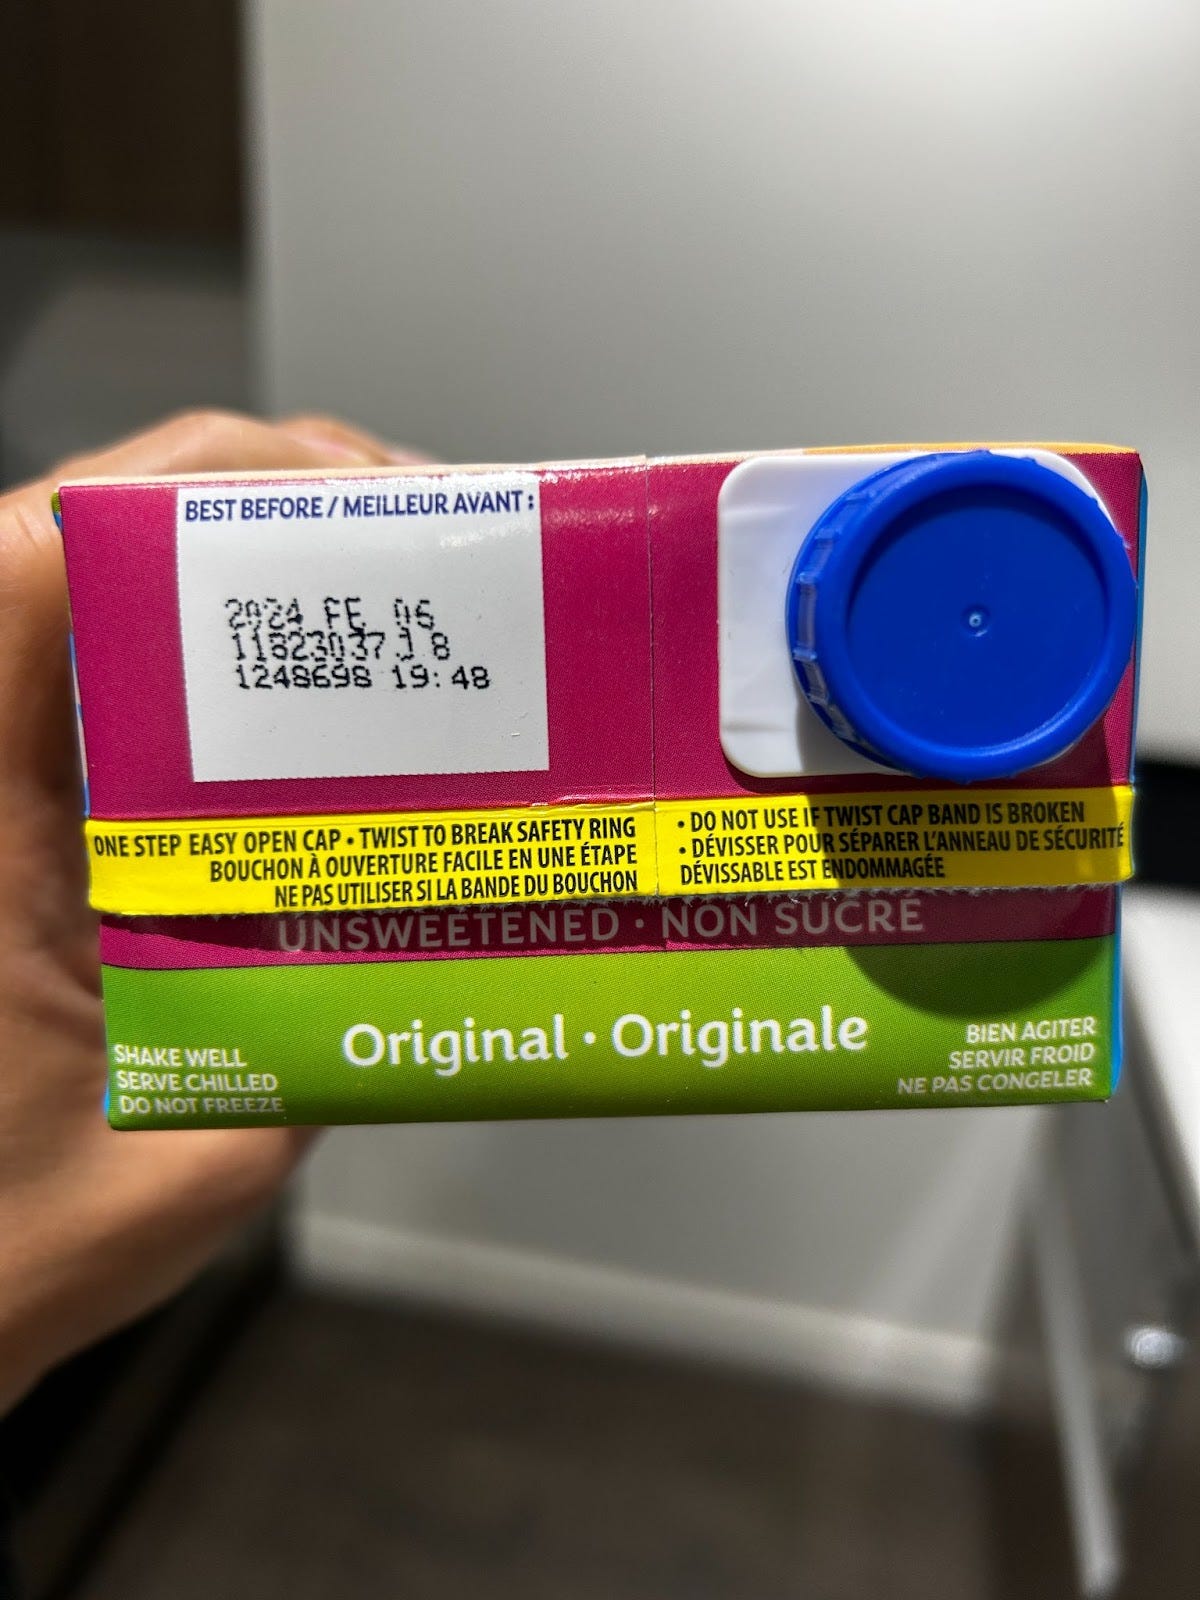 BEST BEFORE / MEILLEUR AVANT :
2024 FE 06
11823037 J 8
1248698 19:48
ONE STEP EASY OPEN CAP • TWIST TO BREAK SAFETY RING
BOUCHON À OUVERTURE FACILE EN UNE ÉTAPE
NE PAS UTILISER SI LA BANDE DU BOUCHON
• DO NOT USE IF TWIST CAP BAND IS BROKEN
• DÉVISSER POUR SÉPARER L'ANNEAU DE SÉCURITÉ
DÉVISSABLE EST ENDOMMAGÉE
UNSWEETENED • NON SUCRÉ
Original • Originale
SHAKE WELL
SERVE CHILLED
DO NOT FREEZE
BIEN AGITER
SERVIR FROID
NE PAS CONGELER